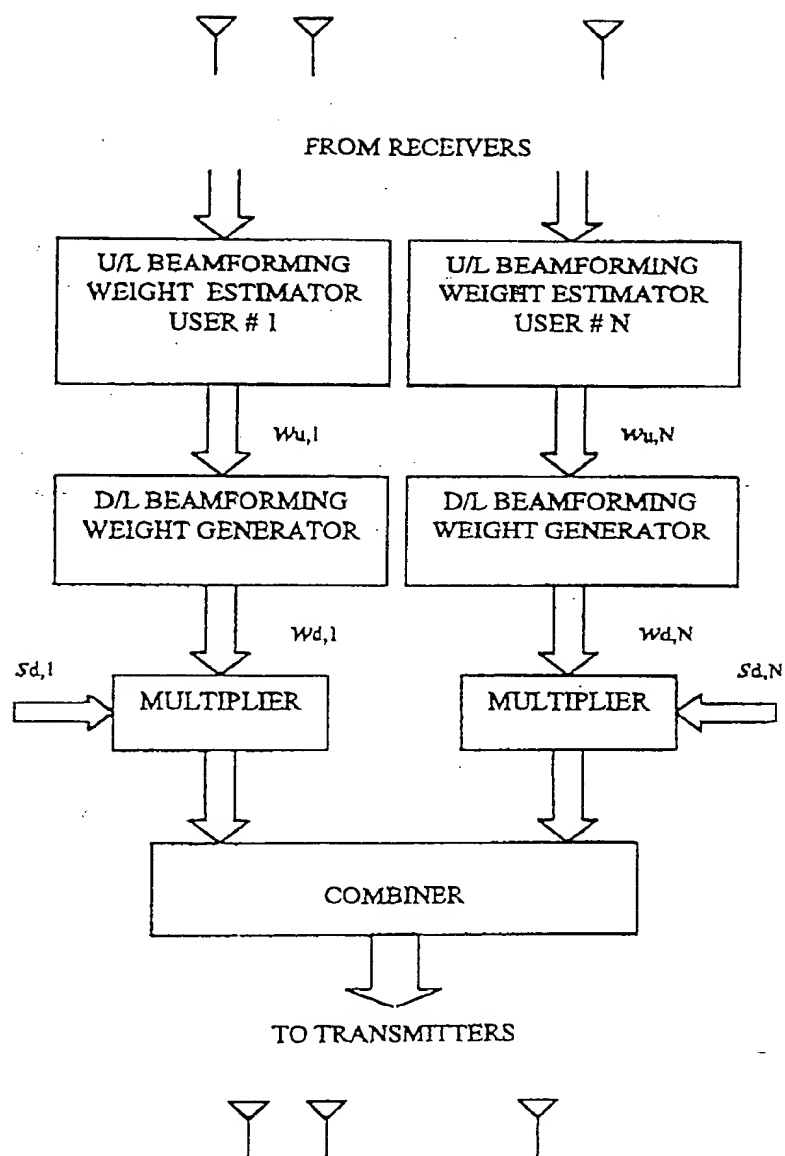 FROM RECEIVERS
U/L BEAMFORMING
WEIGHT ESTIMATOR
USER # 1
U/L BEAMFORMING
WEIGHT ESTIMATOR
USER # N
wu,1
wu,N
D/L BEAMFORMING
WEIGHT GENERATOR
D/L BEAMFORMING
WEIGHT GENERATOR
wd,1
wd,N
sd,1
sd,N
MULTIPLIER
MULTIPLIER
COMBINER
TO TRANSMITTERS